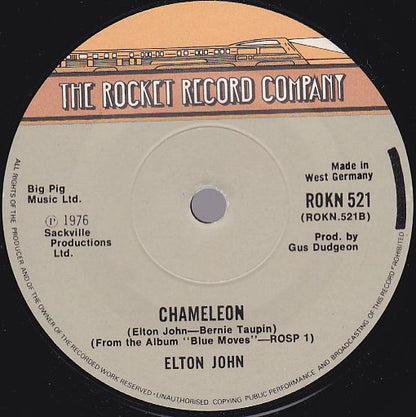 THE ROCKET RECORD COMPANY
Big Pig
Music Ltd.
℗ 1976
Sackville
Productions
Ltd.
Made in
West Germany
ROKN 521
(ROKN.521B)
Prod. by
Gus Dudgeon
CHAMELEON
(Elton John—Bernie Taupin)
(From the Album "Blue Moves"—ROSP 1)
ELTON JOHN
ALL RIGHTS OF THE PRODUCER AND OF THE OWNER OF THE RECORDED WORK RESERVED·UNAUTHORISED COPYING PUBLIC PERFORMANCE AND BROADCASTING OF THIS RECORD PROHIBITED